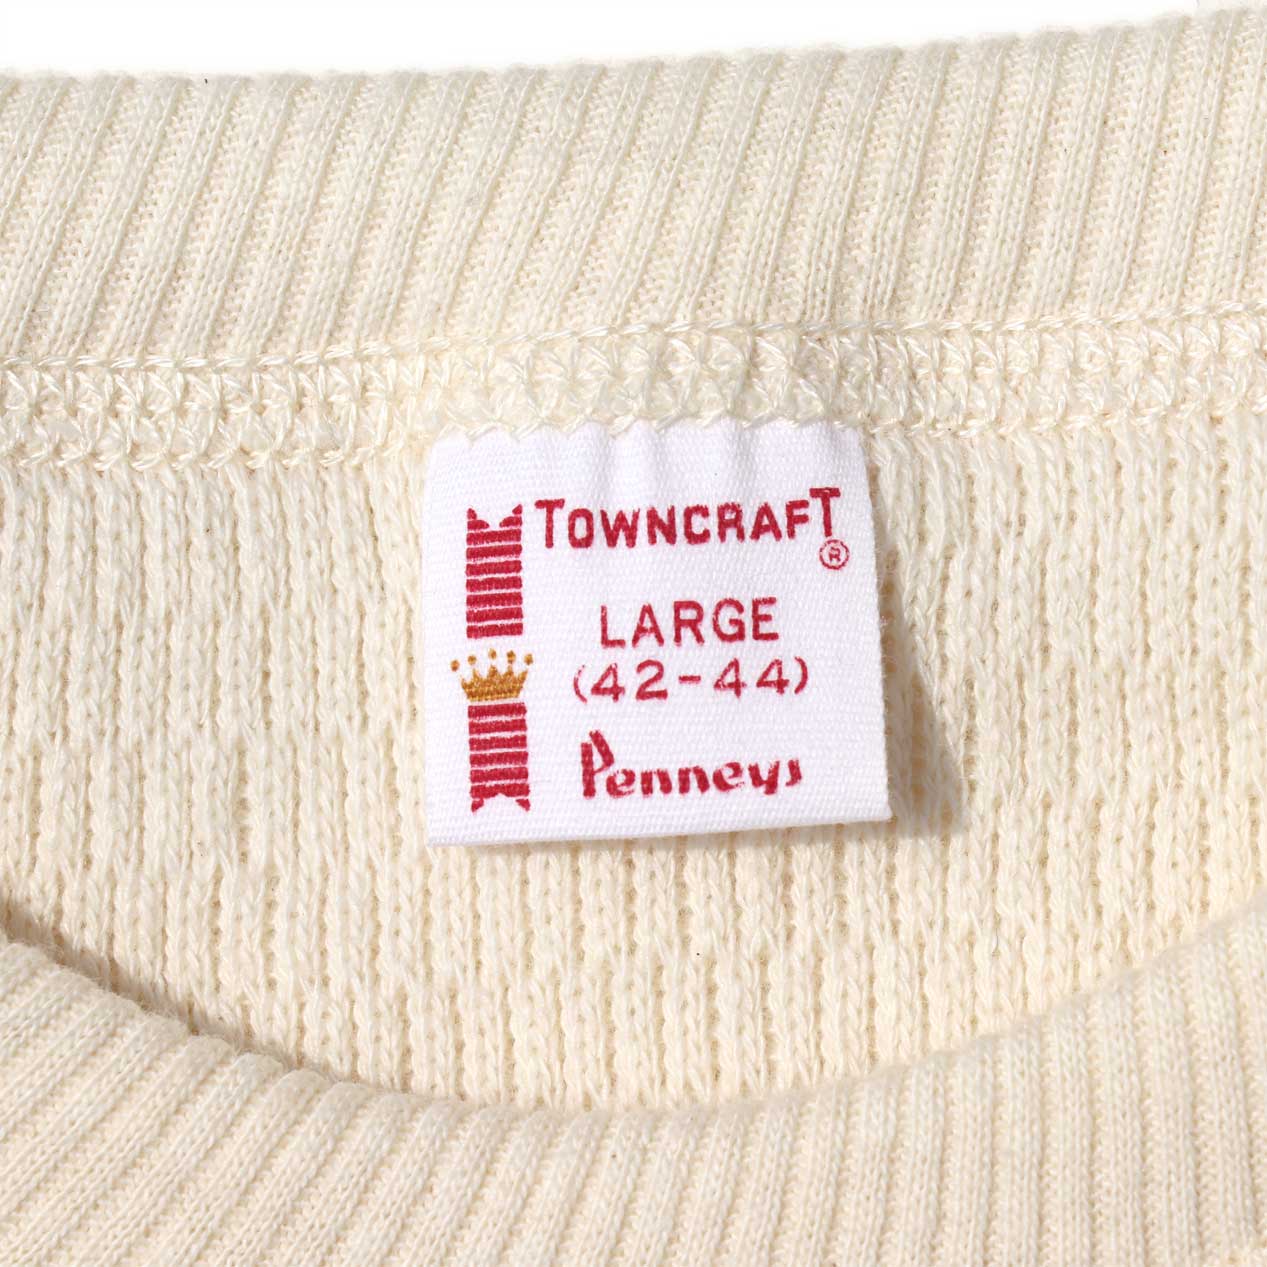 TOWNCRAFT
®
LARGE
(42-44)
Penneys